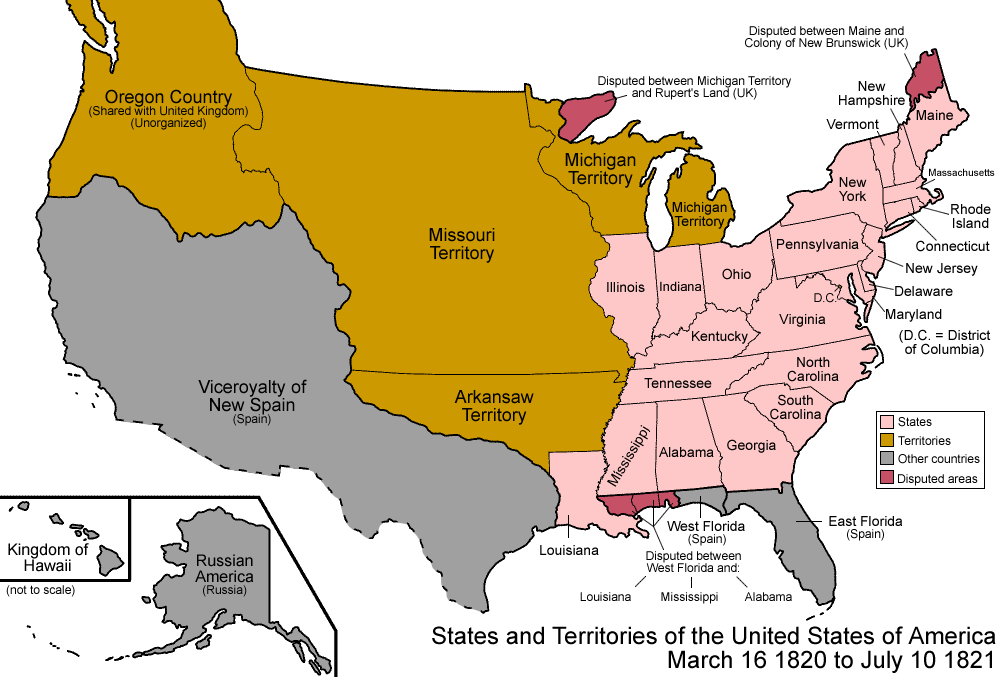 Disputed between Maine and
Colony of New Brunswick (UK)
Disputed between Michigan Territory
and Rupert's Land (UK)
Oregon Country
(Shared with United Kingdom)
(Unorganized)
New
Hampshire
Vermont
Maine
Massachusetts
Michigan
Territory
Michigan
Territory
New
York
Rhode
Island
Connecticut
Missouri
Territory
Pennsylvania
New Jersey
Illinois
Indiana
Ohio
Delaware
D.C.
Maryland
Virginia
(D.C. = District
of Columbia)
Kentucky
Viceroyalty of
New Spain
(Spain)
Arkansaw
Territory
Tennessee
North
Carolina
South
Carolina
Mississippi
Alabama
Georgia
States
Territories
Other countries
Disputed areas
Louisiana
West Florida
(Spain)
East Florida
(Spain)
Disputed between
West Florida and:
Louisiana
Mississippi
Alabama
Kingdom of
Hawaii
(not to scale)
Russian
America
(Russia)
States and Territories of the United States of America
March 16 1820 to July 10 1821